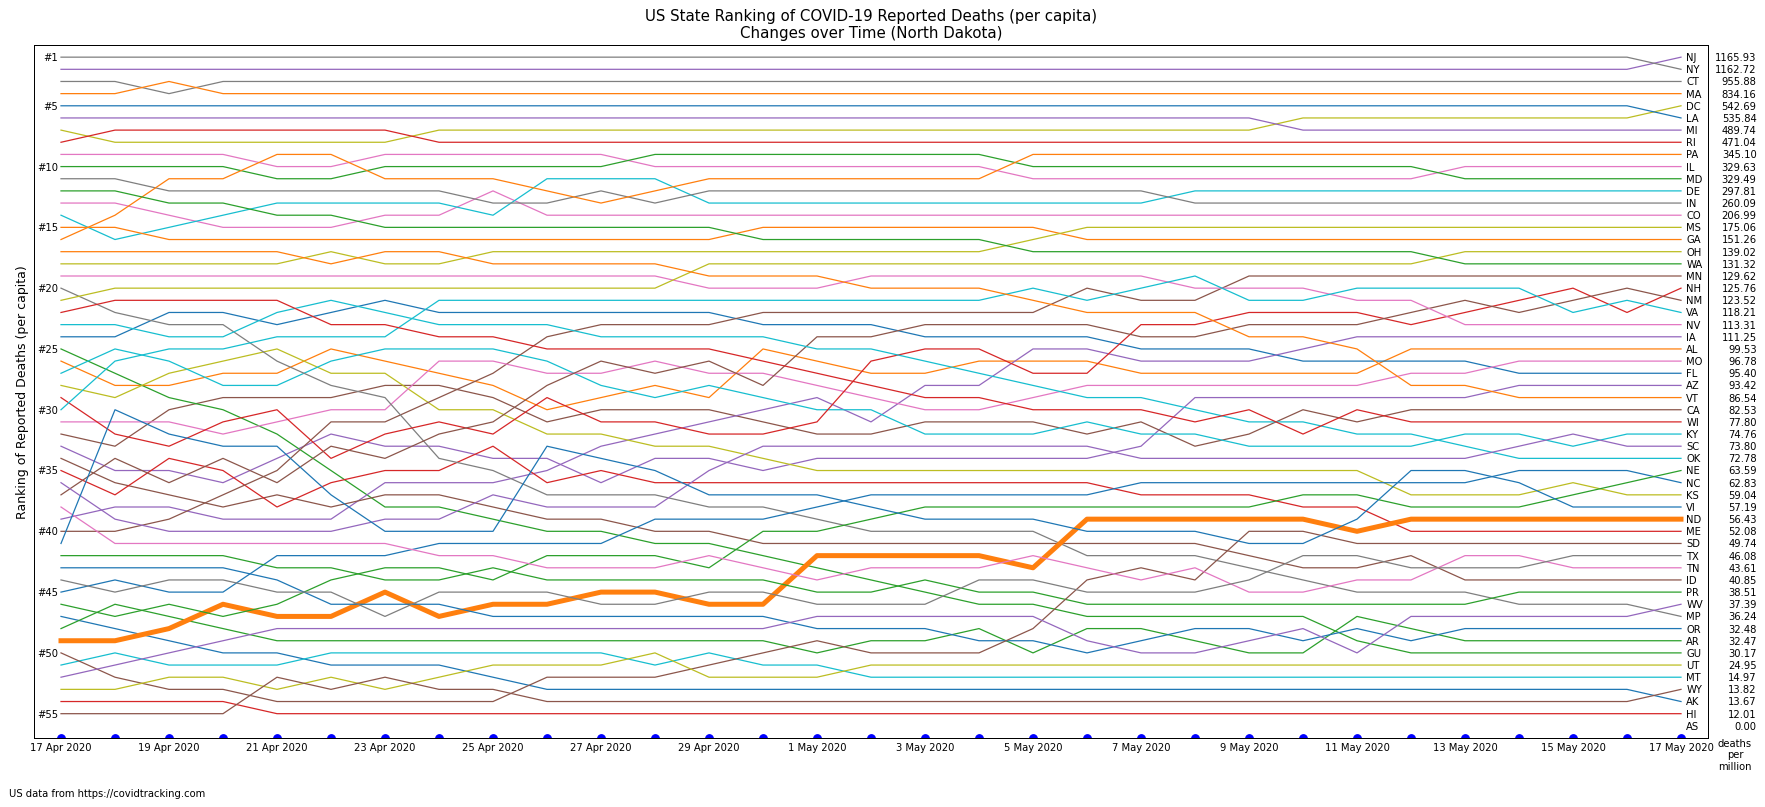 US State Ranking of COVID-19 Reported Deaths (per capita)
Changes over Time (North Dakota)
Ranking of Reported Deaths (per capita)
#1
#5
#10
#15
#20
#25
#30
#35
#40
#45
#50
#55
NJ 1165.93
NY 1162.72
CT 955.88
MA 834.16
DC 542.69
LA 535.84
MI 489.74
RI 471.04
PA 345.10
IL 329.63
MD 329.49
DE 297.81
IN 260.09
CO 206.99
MS 175.06
GA 151.26
OH 139.02
WA 131.32
MN 129.62
NH 125.76
NM 123.52
VA 118.21
NV 113.31
IA 111.25
AL 99.53
MO 96.78
FL 95.40
AZ 93.42
VT 86.54
CA 82.53
WI 77.80
KY 74.76
SC 73.80
OK 72.78
NE 63.59
NC 62.83
KS 59.04
VI 57.19
ND 56.43
ME 52.08
SD 49.74
TX 46.08
TN 43.61
ID 40.85
PR 38.51
WV 37.39
MP 36.24
OR 32.48
AR 32.47
GU 30.17
UT 24.95
MT 14.97
WY 13.82
AK 13.67
HI 12.01
AS 0.00
17 Apr 2020 19 Apr 2020 21 Apr 2020 23 Apr 2020 25 Apr 2020 27 Apr 2020 29 Apr 2020 1 May 2020 3 May 2020 5 May 2020 7 May 2020 9 May 2020 11 May 2020 13 May 2020 15 May 2020 17 May 2020
deaths
per
million
US data from https://covidtracking.com